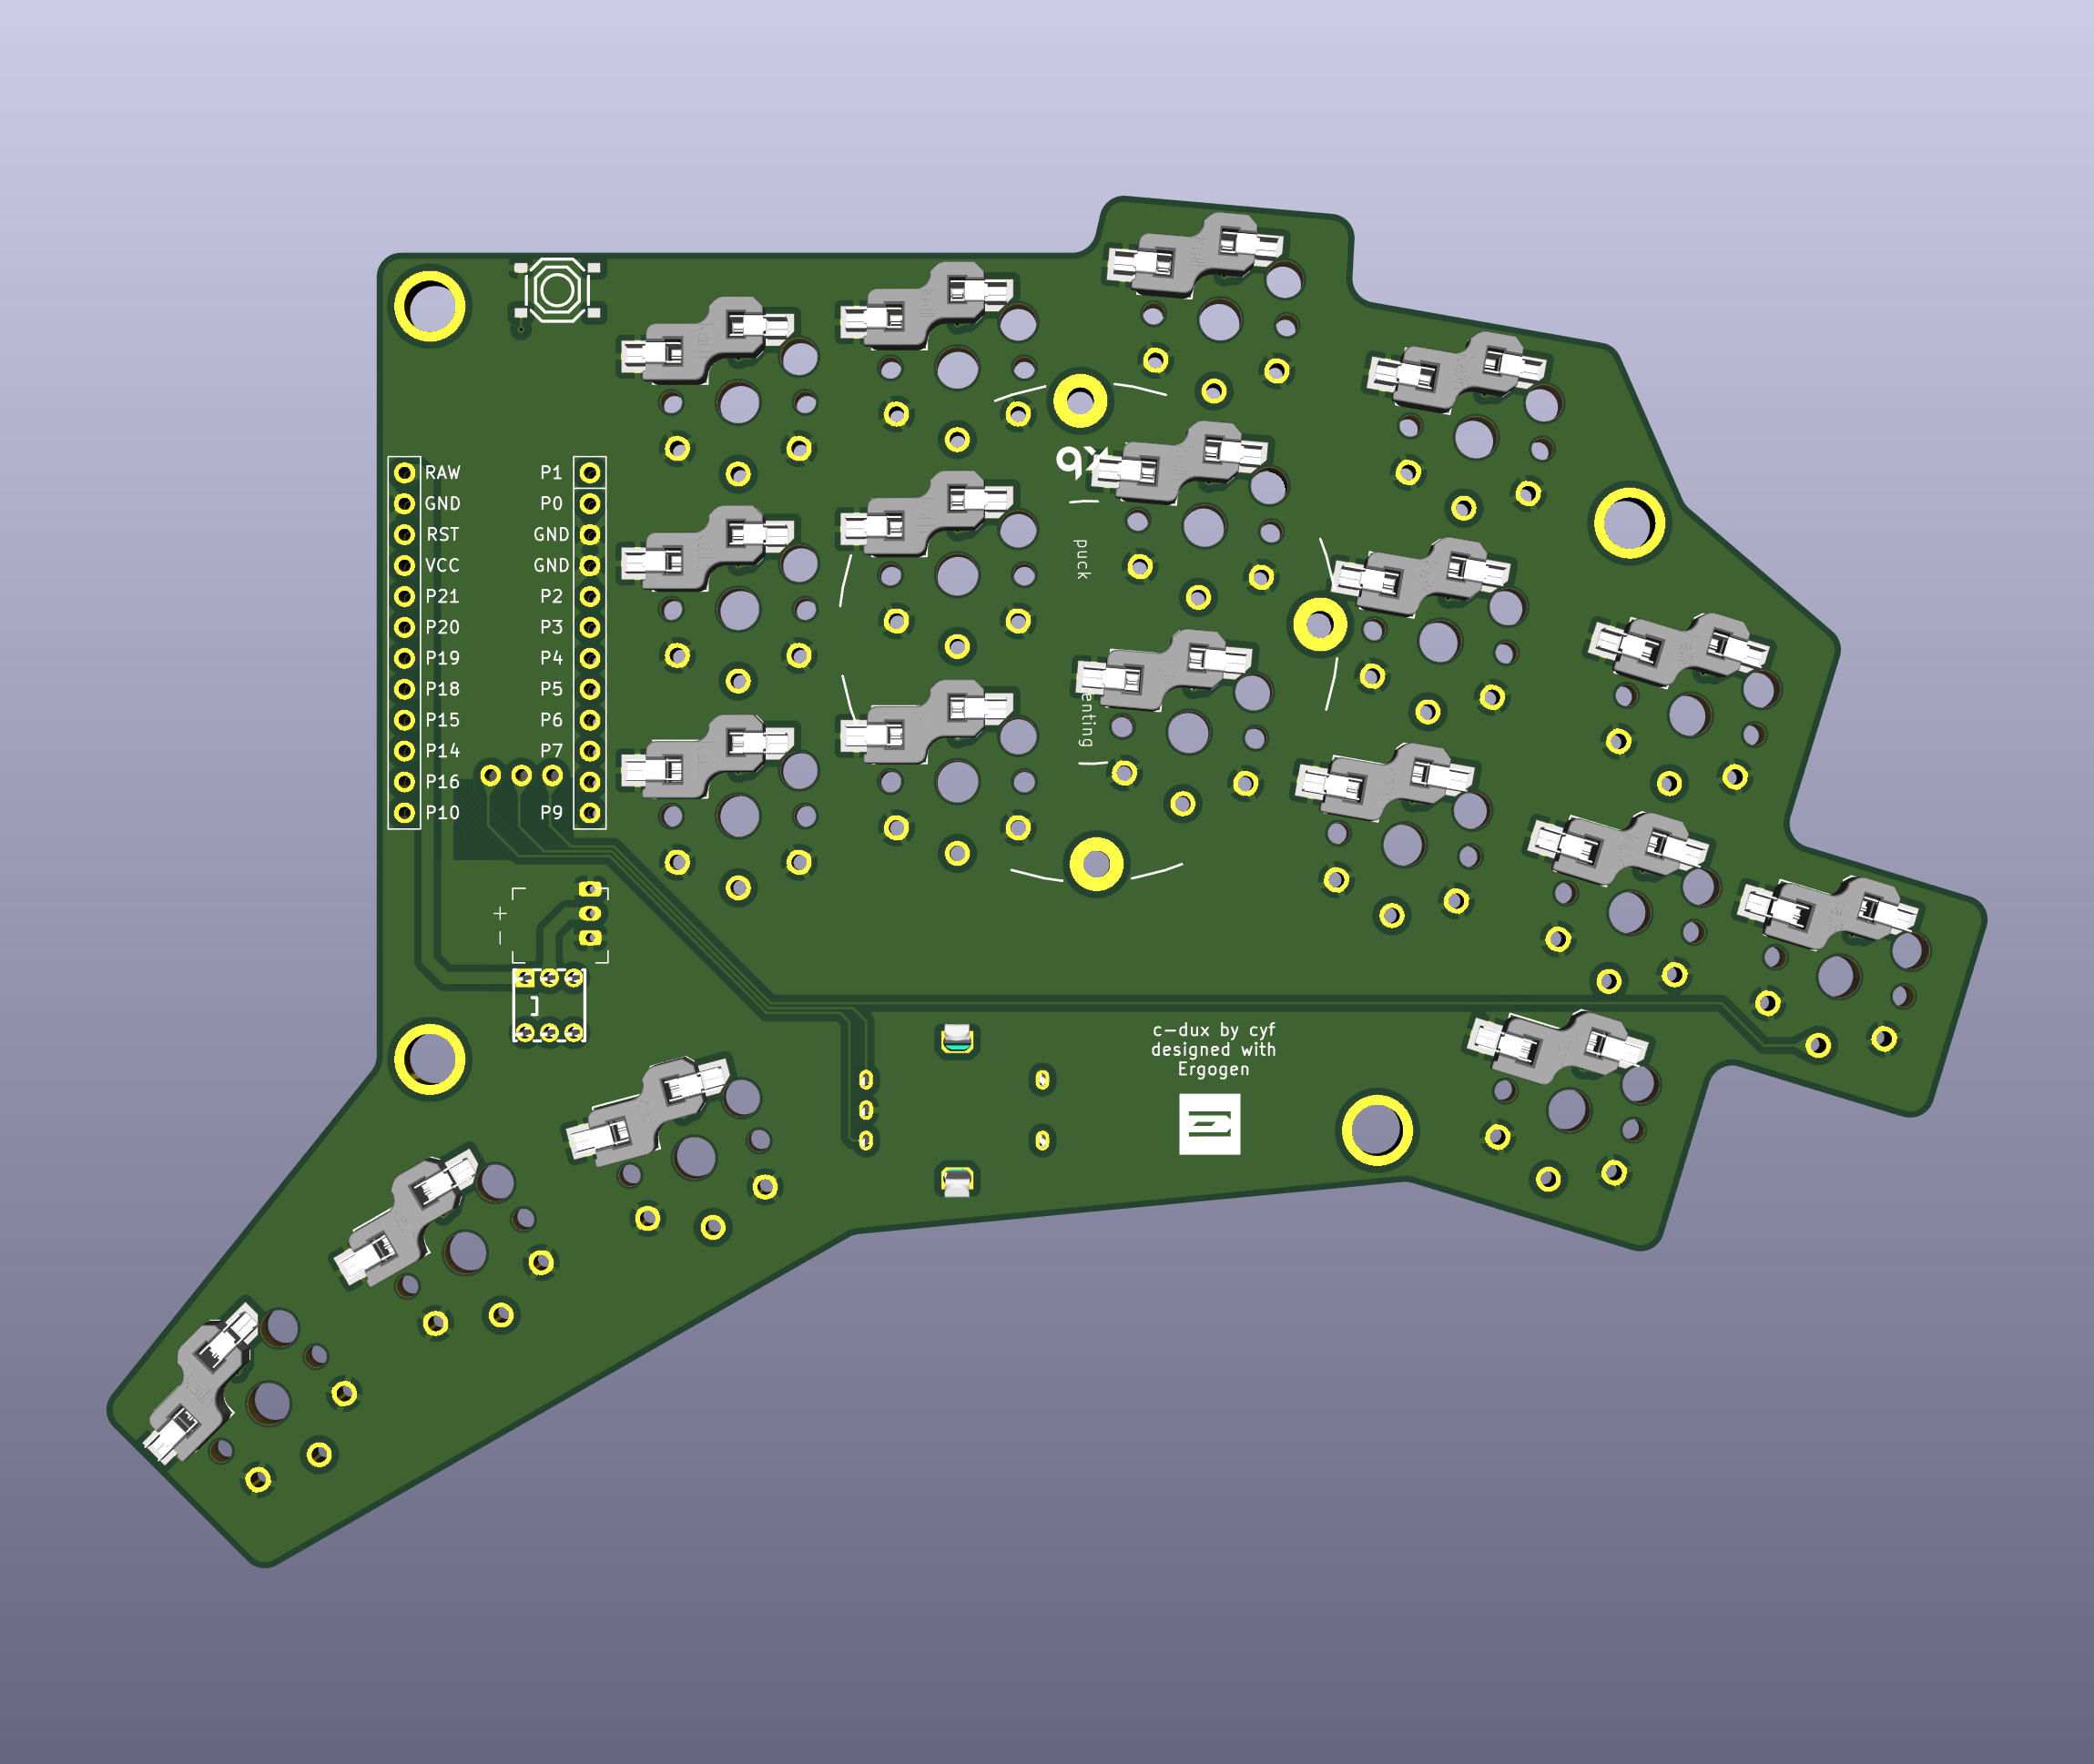 RAW P1
GND P0
RST GND
VCC GND
P21 P2
P20 P3
P19 P4
P18 P5
P15 P6
P14 P7
P16
P10 P9
puck
enting
+
-
c-dux by cyf
designed with
Ergogen